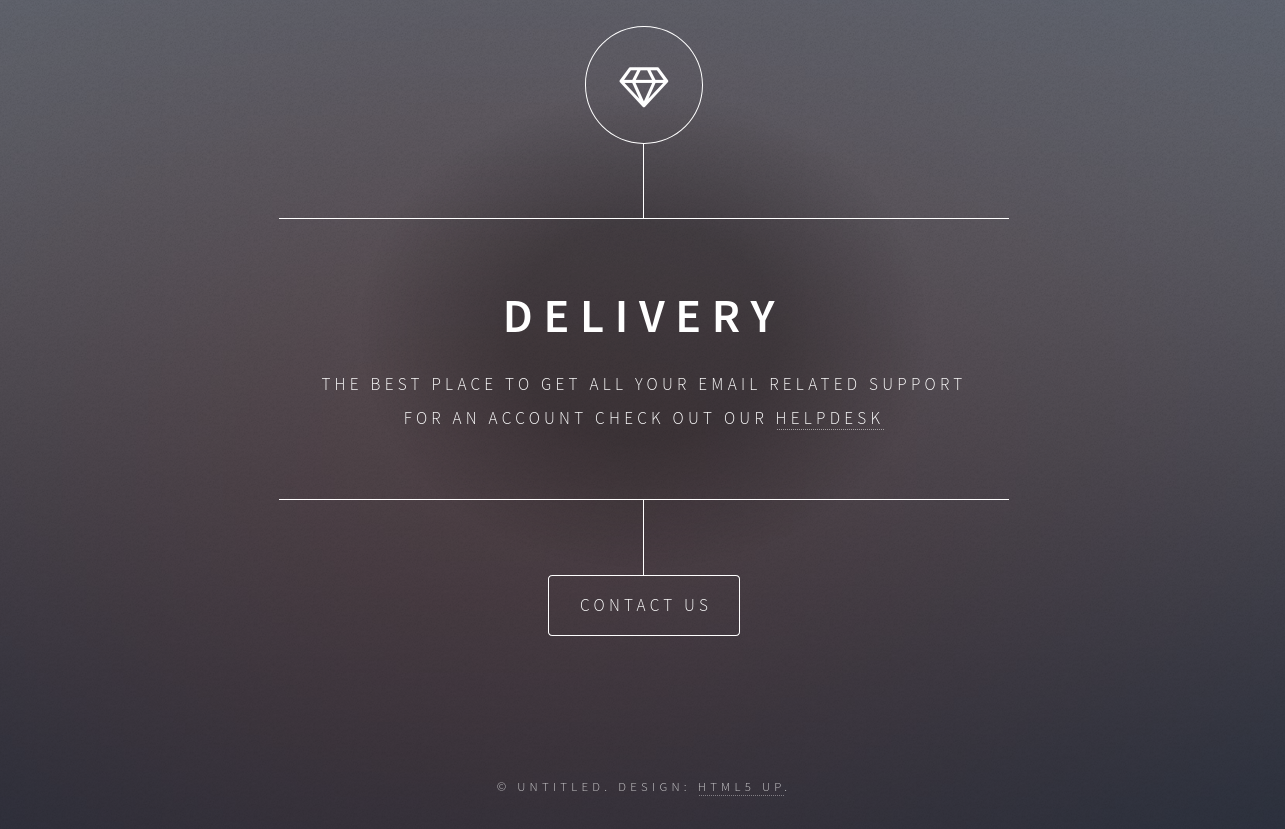 DELIVERY
THE BEST PLACE TO GET ALL YOUR EMAIL RELATED SUPPORT
FOR AN ACCOUNT CHECK OUT OUR HELPDESK
CONTACT US
© UNTITLED. DESIGN: HTML5 UP.